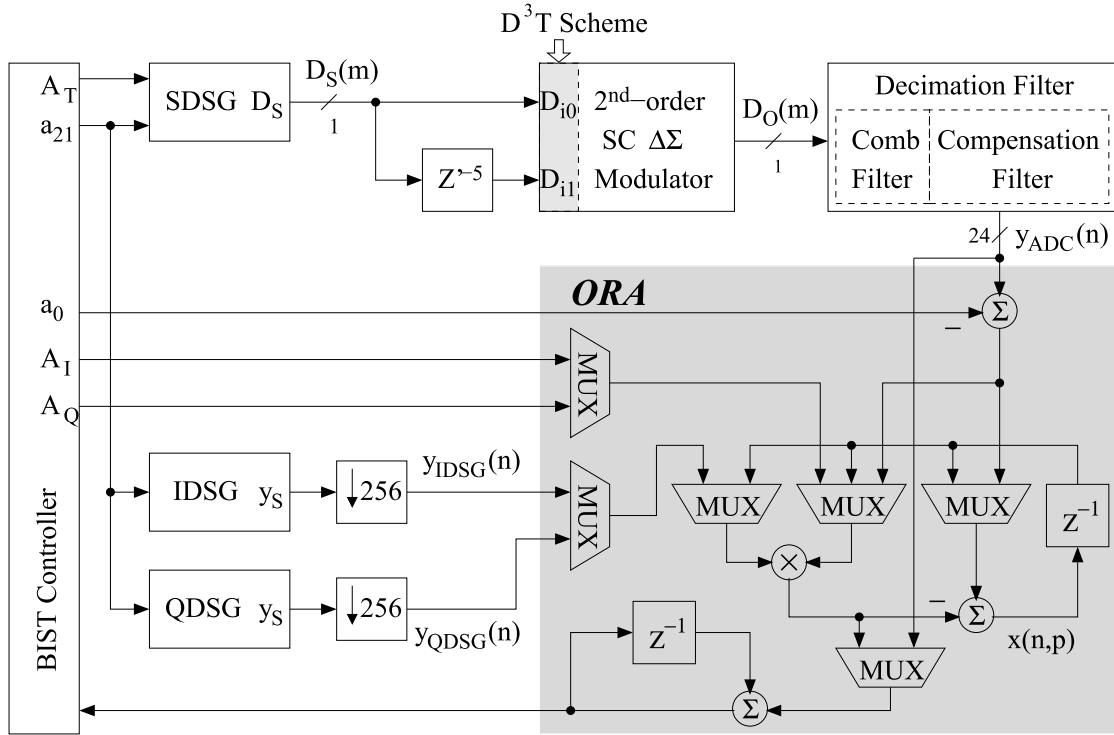 D³T Scheme
A_T
a_21
SDSG D_S
D_S(m)
1
Z'⁻⁵
D_i0
D_i1
2nd-order
SC ΔΣ
Modulator
D_O(m)
1
Decimation Filter
Comb
Filter
Compensation
Filter
24
y_ADC(n)
ORA
a_0
A_I
A_Q
−
Σ
MUX
BIST Controller
IDSG y_S
↓256
y_IDSG(n)
MUX
MUX
MUX
MUX
Z⁻¹
×
QDSG y_S
↓256
y_QDSG(n)
−
Σ
x(n,p)
Z⁻¹
MUX
Σ